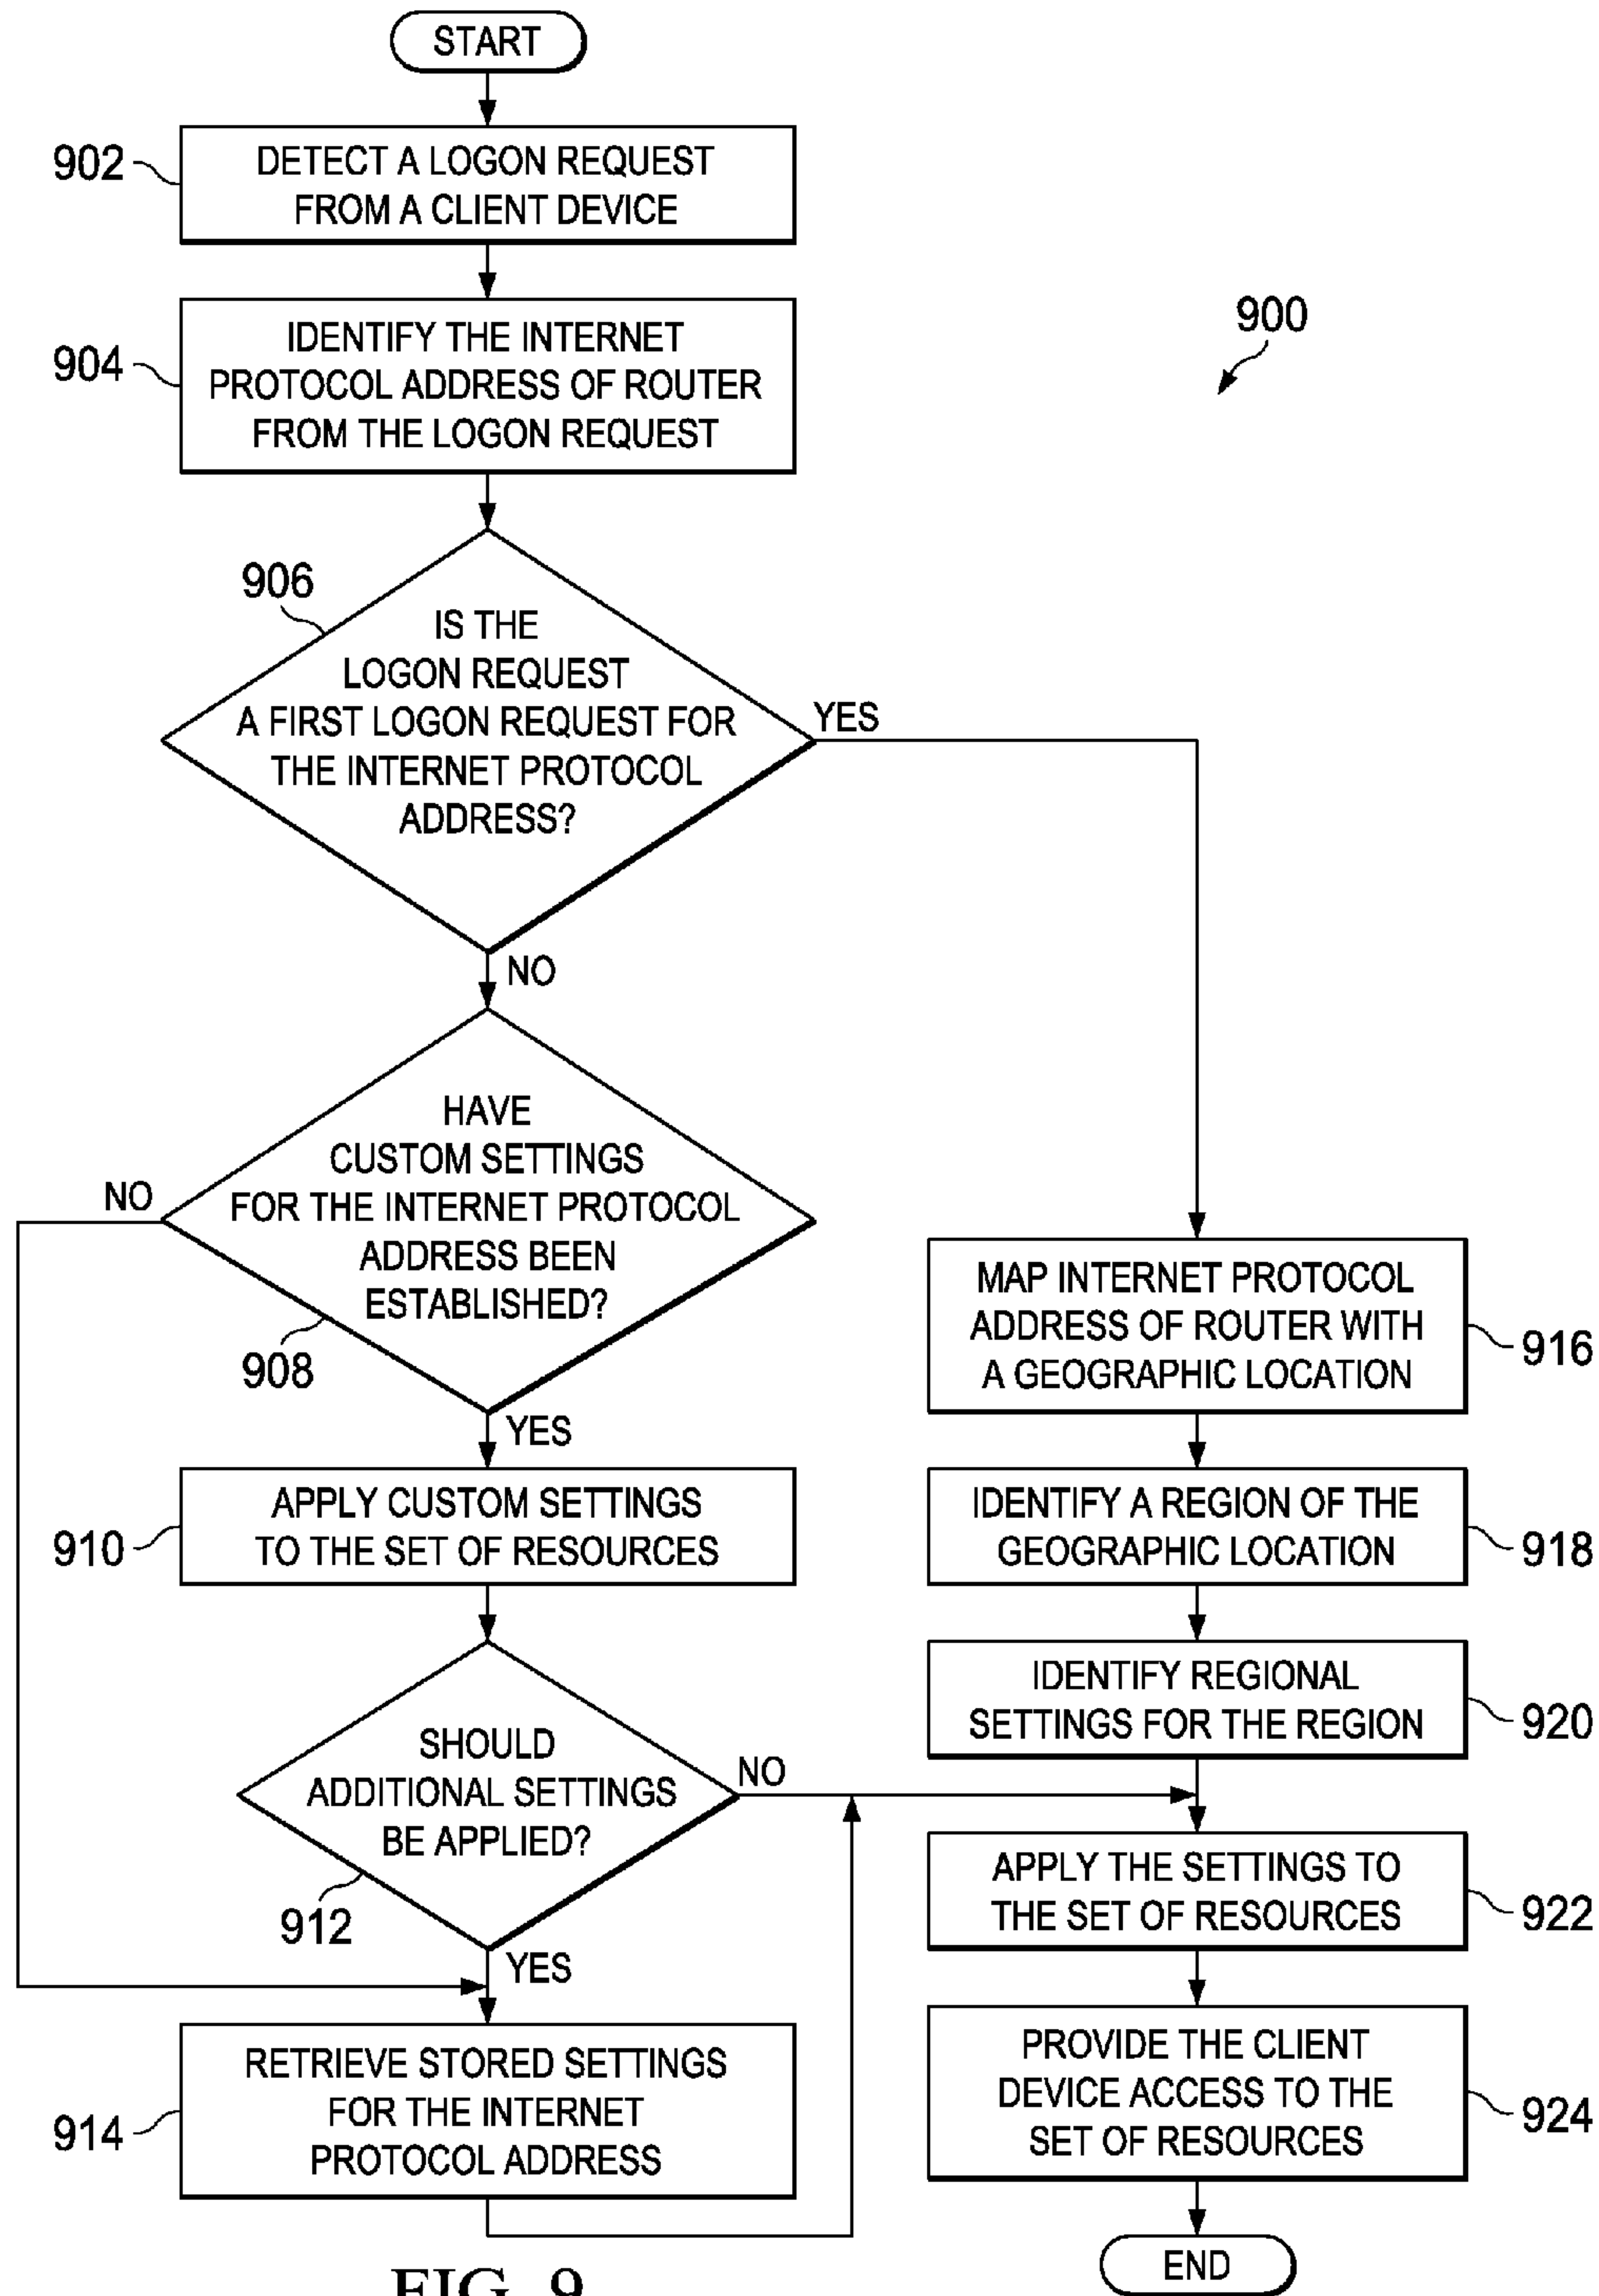 START
902
DETECT A LOGON REQUEST
FROM A CLIENT DEVICE
904
IDENTIFY THE INTERNET
PROTOCOL ADDRESS OF ROUTER
FROM THE LOGON REQUEST
900
906
IS THE
LOGON REQUEST
A FIRST LOGON REQUEST FOR
THE INTERNET PROTOCOL
ADDRESS?
YES
NO
HAVE
CUSTOM SETTINGS
FOR THE INTERNET PROTOCOL
ADDRESS BEEN
ESTABLISHED?
NO
908
YES
910
APPLY CUSTOM SETTINGS
TO THE SET OF RESOURCES
SHOULD
ADDITIONAL SETTINGS
BE APPLIED?
NO
912
YES
914
RETRIEVE STORED SETTINGS
FOR THE INTERNET
PROTOCOL ADDRESS
MAP INTERNET PROTOCOL
ADDRESS OF ROUTER WITH
A GEOGRAPHIC LOCATION
916
IDENTIFY A REGION OF THE
GEOGRAPHIC LOCATION
918
IDENTIFY REGIONAL
SETTINGS FOR THE REGION
920
APPLY THE SETTINGS TO
THE SET OF RESOURCES
922
PROVIDE THE CLIENT
DEVICE ACCESS TO THE
SET OF RESOURCES
924
END
FIG. 9